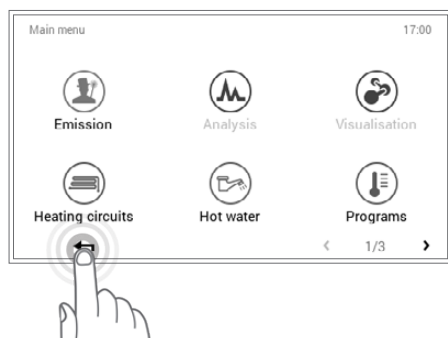 Main menu 17:00
Emission Analysis Visualisation
Heating circuits Hot water Programs
1/3